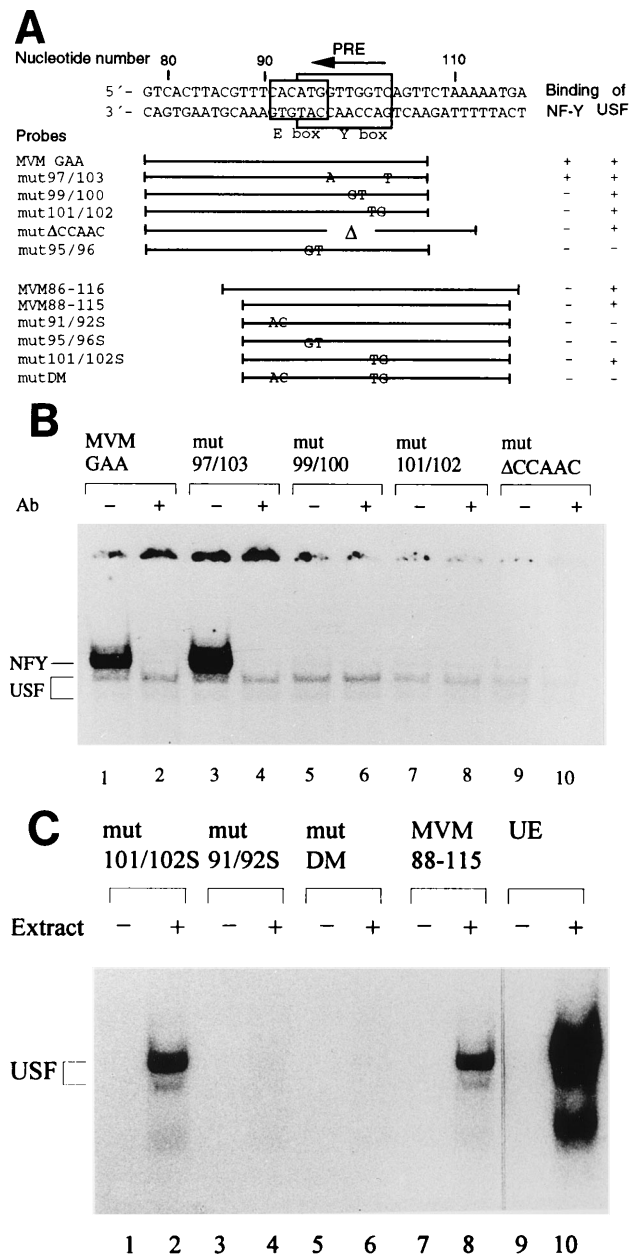 A
Nucleotide number
PRE
80 90 110
5´- GTCACTTACGTTTCACATGGTTGGTCAGTTCTAAAAATGA
3´- CAGTGAATGCAAAGTGTACCAACCAGTCAAGATTTTTACT
Binding of
NF-Y USF
E box Y box
Probes
MVM GAA + +
mut97/103 A T + +
mut99/100 GT - +
mut101/102 TG - +
mutΔCCAAC Δ - +
mut95/96 GT - -
MVM86-116 - +
MVM88-115 - +
mut91/92S AC - -
mut95/96S GT - -
mut101/102S TG - +
mutDM AC TG - -
B
MVM GAA
mut 97/103
mut 99/100
mut 101/102
mut ΔCCAAC
Ab - + - + - + - + - +
NFY
USF
1 2 3 4 5 6 7 8 9 10
C
mut 101/102S
mut 91/92S
mut DM
MVM 88-115
UE
Extract - + - + - + - + - +
USF
1 2 3 4 5 6 7 8 9 10